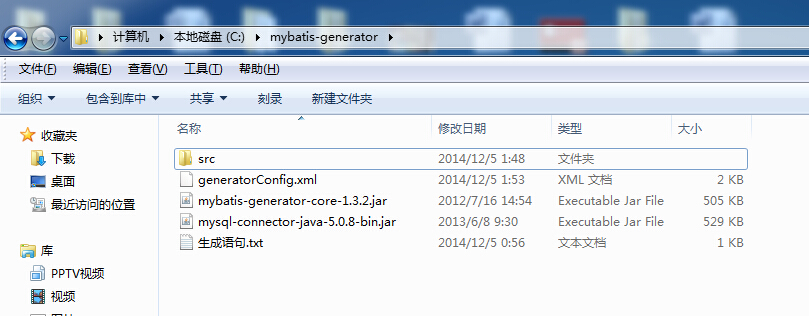 计算机 本地磁盘 (C:) mybatis-generator
文件(F) 编辑(E) 查看(V) 工具(T) 帮助(H)
组织 包含到库中 共享 刻录 新建文件夹
收藏夹
下载
桌面
最近访问的位置
库
PPTV视频
视频
名称 修改日期 类型 大小
src 2014/12/5 1:48 文件夹
generatorConfig.xml 2014/12/5 1:53 XML 文档 2 KB
mybatis-generator-core-1.3.2.jar 2012/7/16 14:54 Executable Jar File 505 KB
mysql-connector-java-5.0.8-bin.jar 2013/6/8 9:30 Executable Jar File 529 KB
生成语句.txt 2014/12/5 0:56 文本文档 1 KB